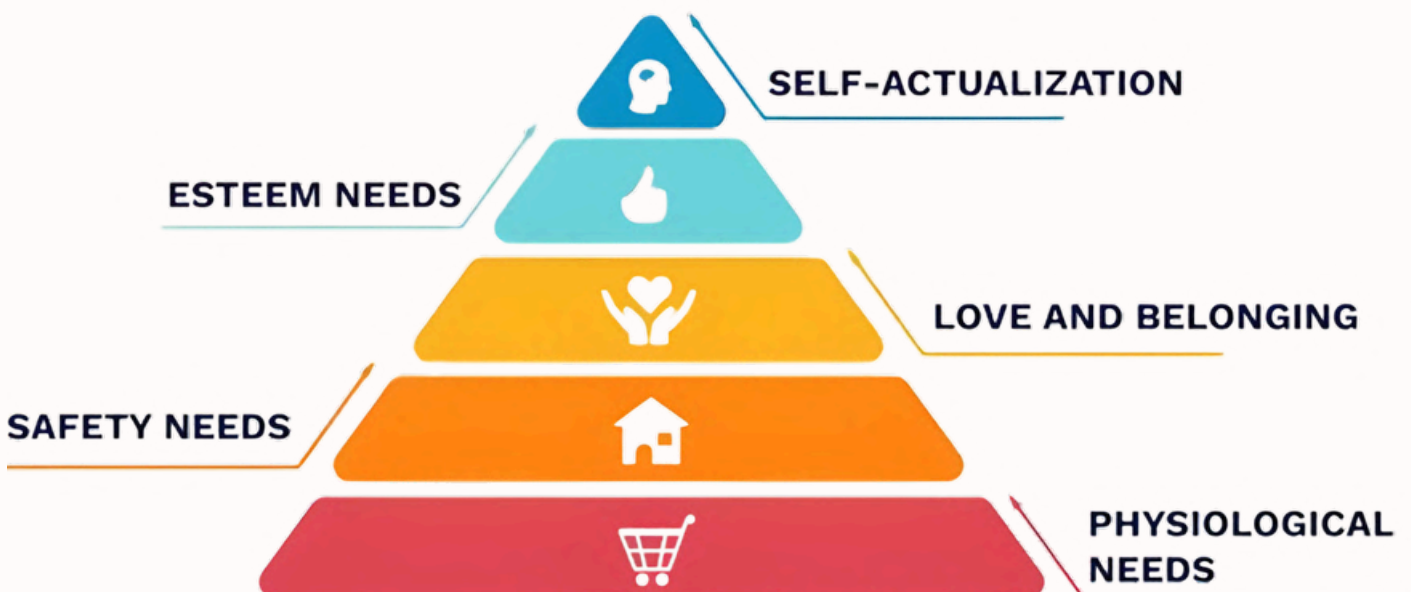 SELF-ACTUALIZATION
ESTEEM NEEDS
LOVE AND BELONGING
SAFETY NEEDS
PHYSIOLOGICAL
NEEDS